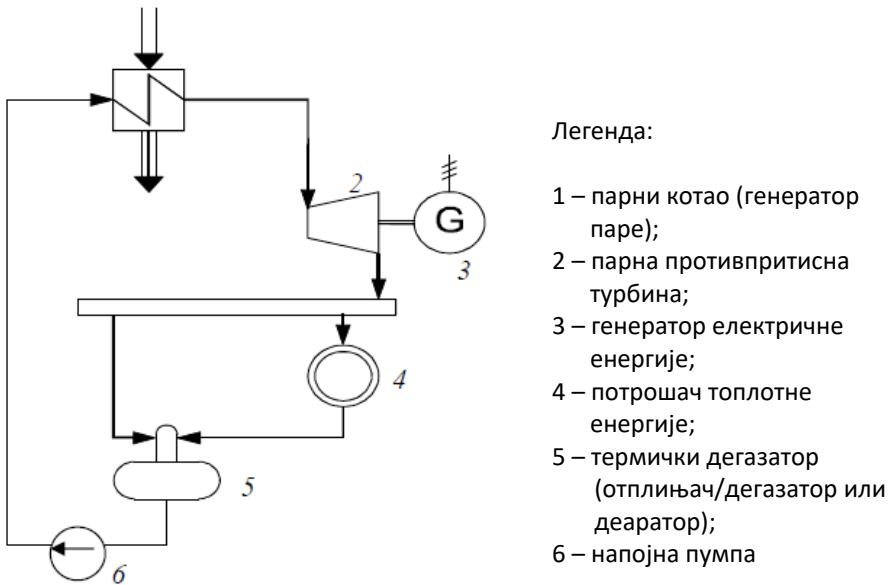 2
G
3
4
5
6
Легенда:
1 – парни котао (генератор
паре);
2 – парна противпритисна
турбина;
3 – генератор електричне
енергије;
4 – потрошач топлотне
енергије;
5 – термички дегазатор
(отплињач/дегазатор или
деаратор);
6 – напојна пумпа